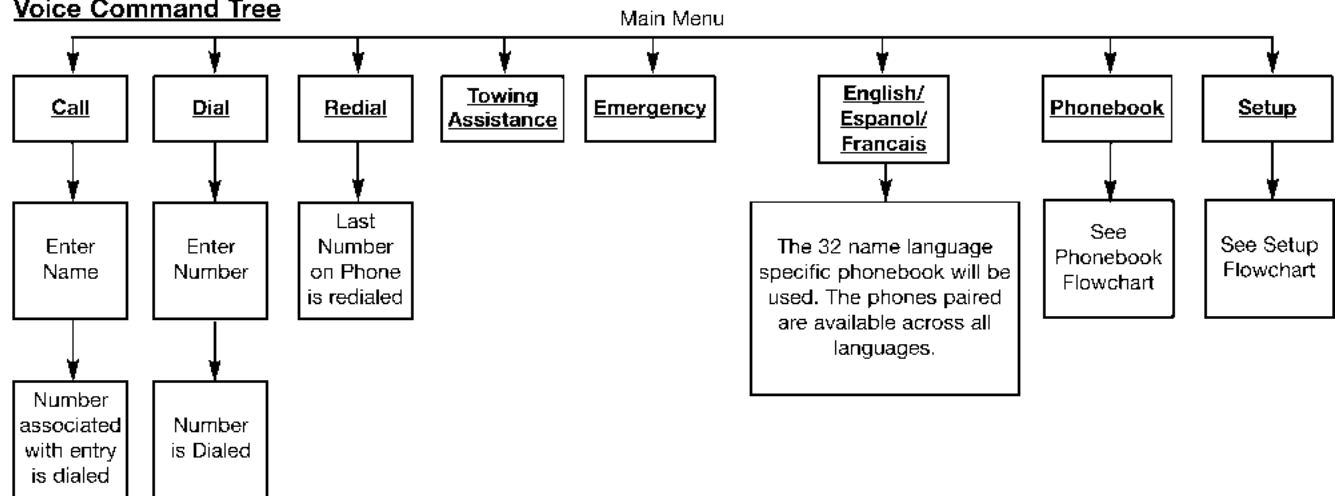 Voice Command Tree
Main Menu
Call
Dial
Redial
Towing
Assistance
Emergency
English/
Espanol/
Francais
Phonebook
Setup
Enter
Name
Enter
Number
Last
Number
on Phone
is redialed
The 32 name language
specific phonebook will be
used. The phones paired
are available across all
languages.
See
Phonebook
Flowchart
See Setup
Flowchart
Number
associated
with entry
is dialed
Number
is Dialed